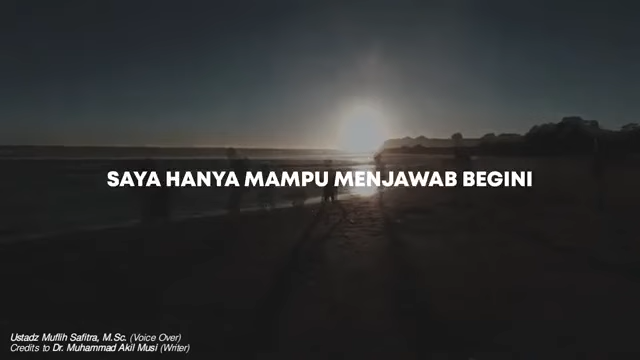 SAYA HANYA MAMPU MENJAWAB BEGINI
Ustadz Muflih Safitra, M.Sc. (Voice Over)
Credits to Dr. Muhammad Akil Musi (Writer)